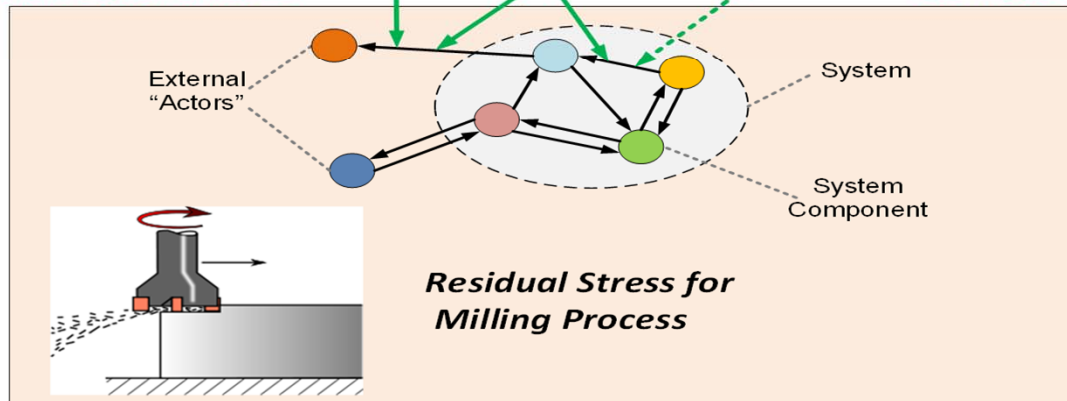 External
"Actors"
System
System
Component
Residual Stress for
Milling Process